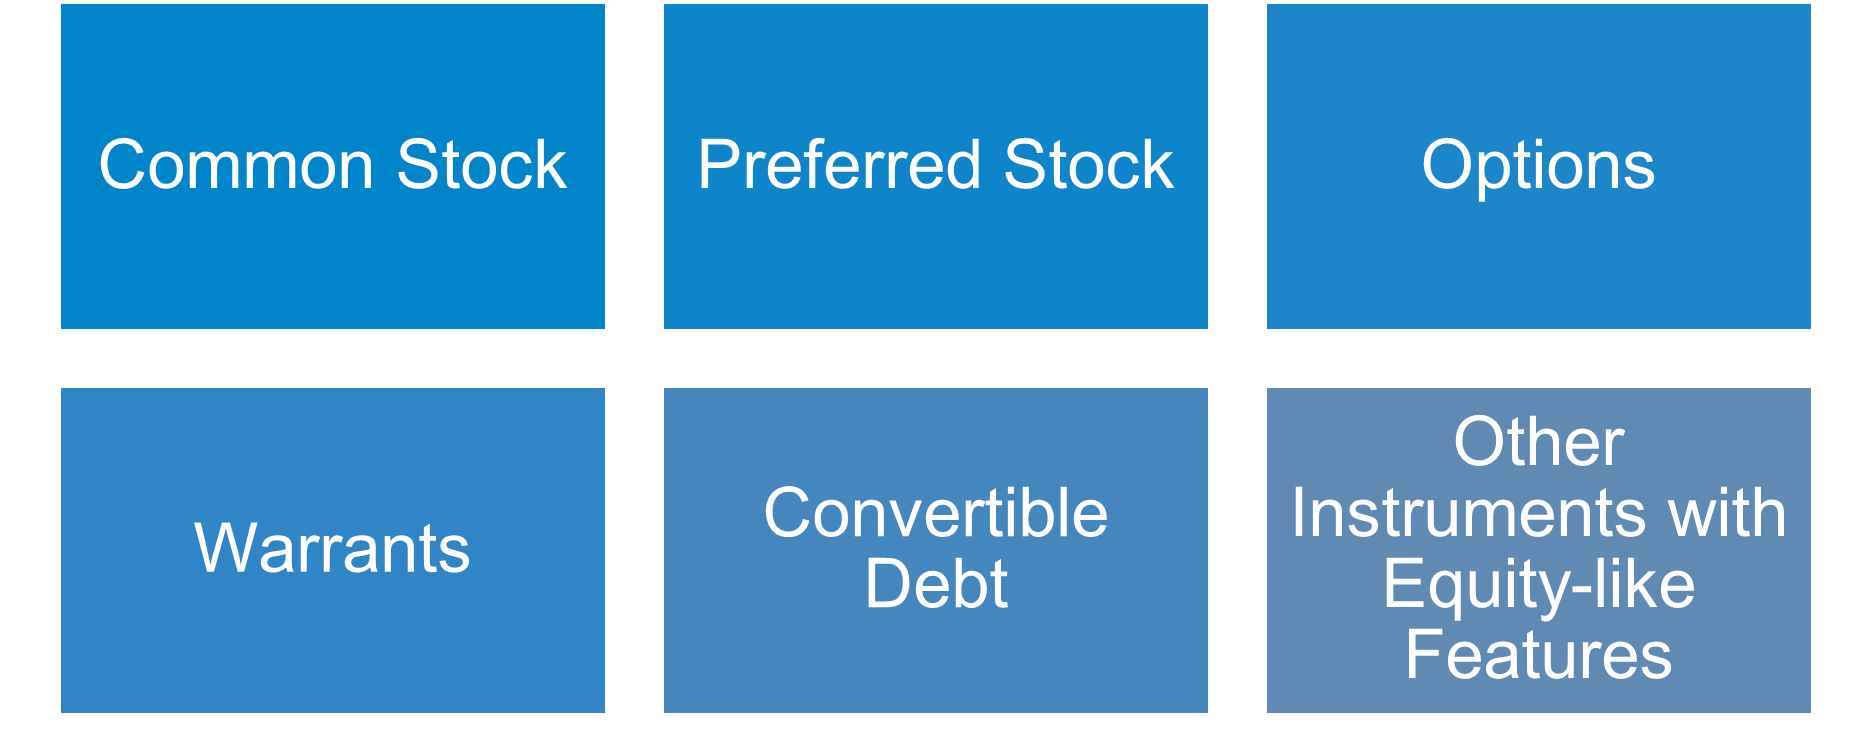 Common Stock
Preferred Stock
Options
Warrants
Convertible
Debt
Other
Instruments with
Equity-like
Features